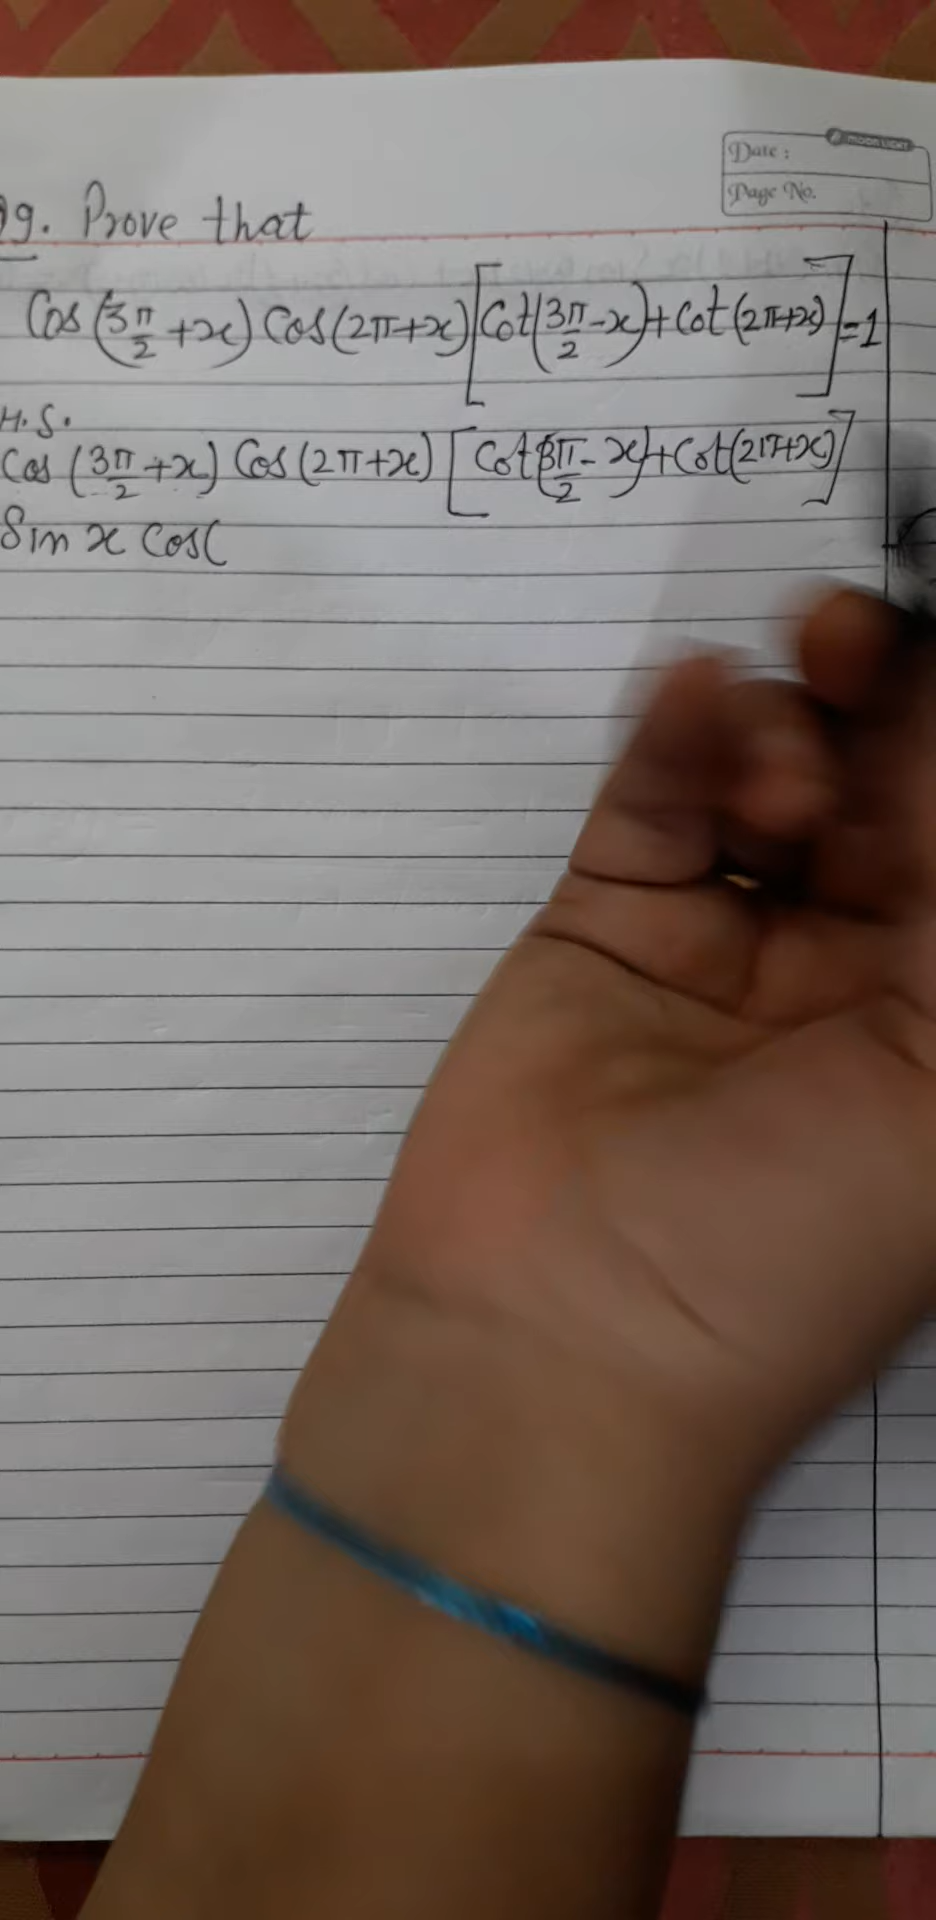 Date :
Page No.
9. Prove that
Cos (3π/2 + x) Cos (2π+x) [Cot(3π/2 - x) + Cot (2π+x)] = 1
H.S.
Cos (3π/2 + x) Cos (2π+x) [Cot(3π/2 - x) + Cot(2π+x)]
Sin x Cos(